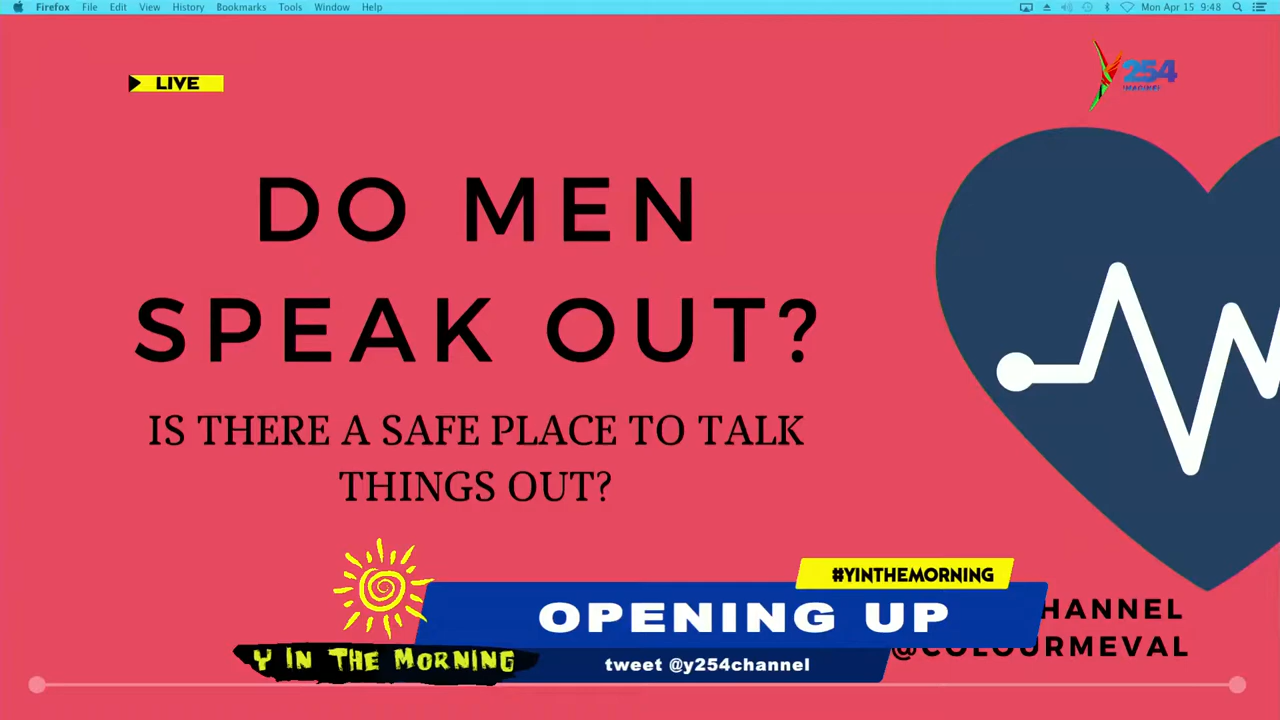 Firefox File Edit View History Bookmarks Tools Window Help Mon Apr 15 9:48
LIVE
254
DO MEN
SPEAK OUT?
IS THERE A SAFE PLACE TO TALK
THINGS OUT?
#YINTHEMORNING
OPENING UP
HANNEL
@COLOURMEVAL
Y IN THE MORNING
tweet @y254channel